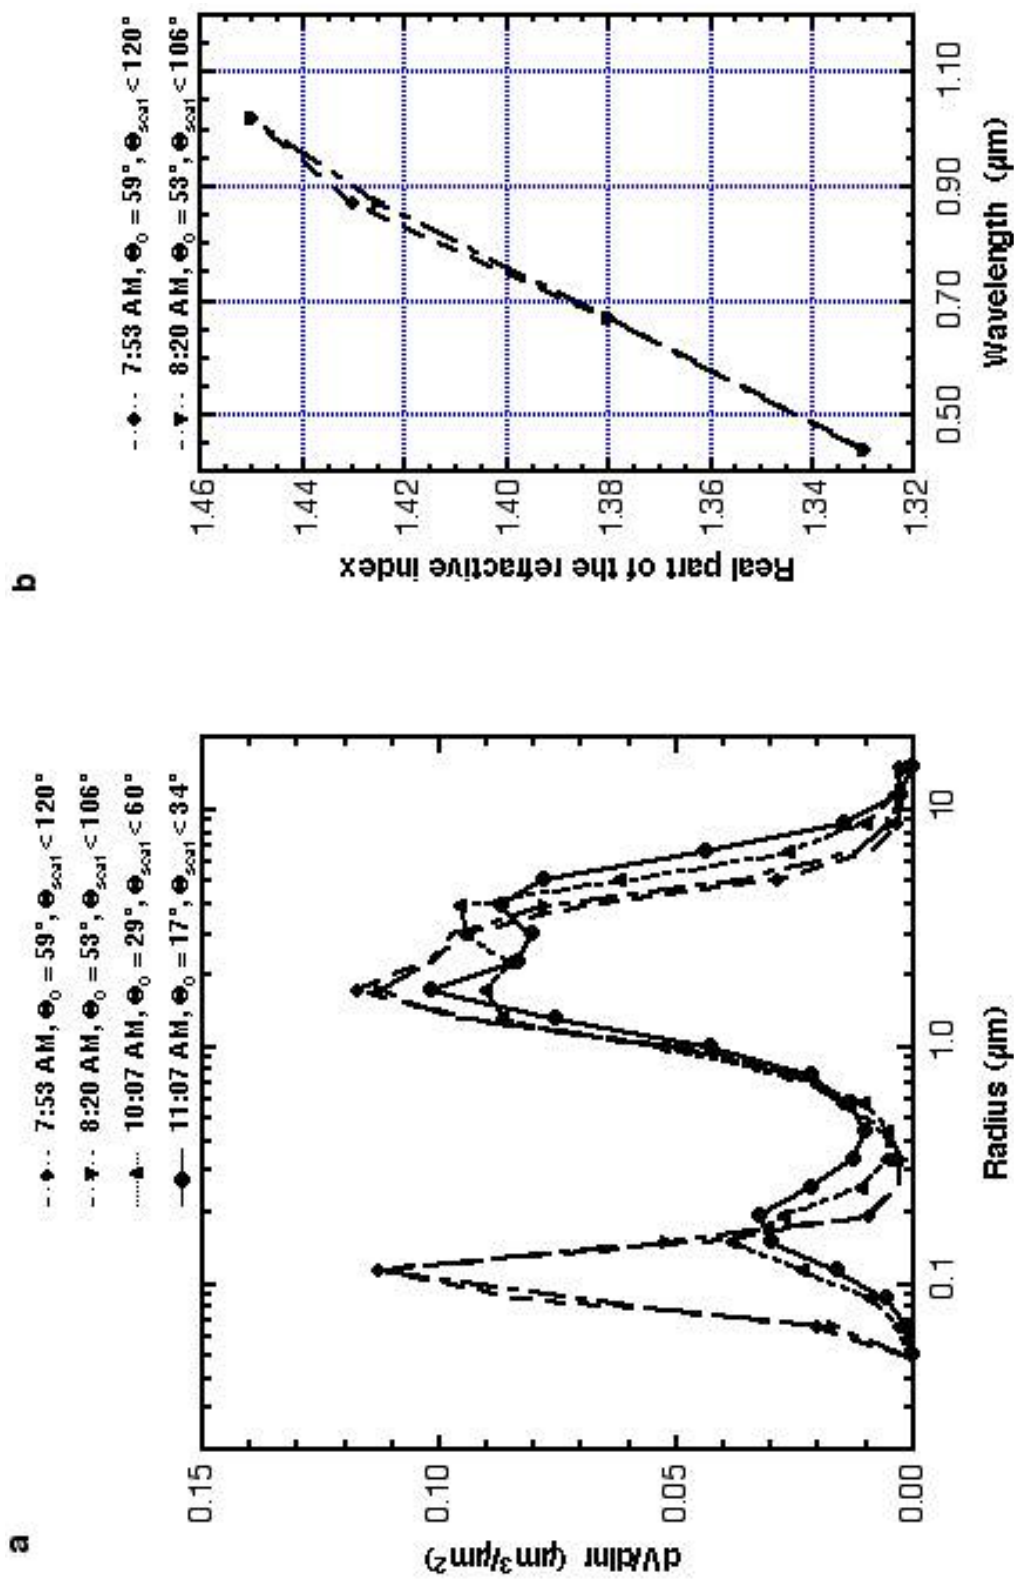 a
7:53 AM, Θ0 = 59°, Θscat < 120°
8:20 AM, Θ0 = 53°, Θscat < 106°
10:07 AM, Θ0 = 29°, Θscat < 60°
11:07 AM, Θ0 = 17°, Θscat < 34°
dV/dlnr (µm³/µm²)
0.15
0.10
0.05
0.00
0.1
1.0
10
Radius (µm)
b
7:53 AM, Θ0 = 59°, Θscat < 120°
8:20 AM, Θ0 = 53°, Θscat < 106°
Real part of the refractive index
1.46
1.44
1.42
1.40
1.38
1.36
1.34
1.32
0.50
0.70
0.90
1.10
Wavelength (µm)